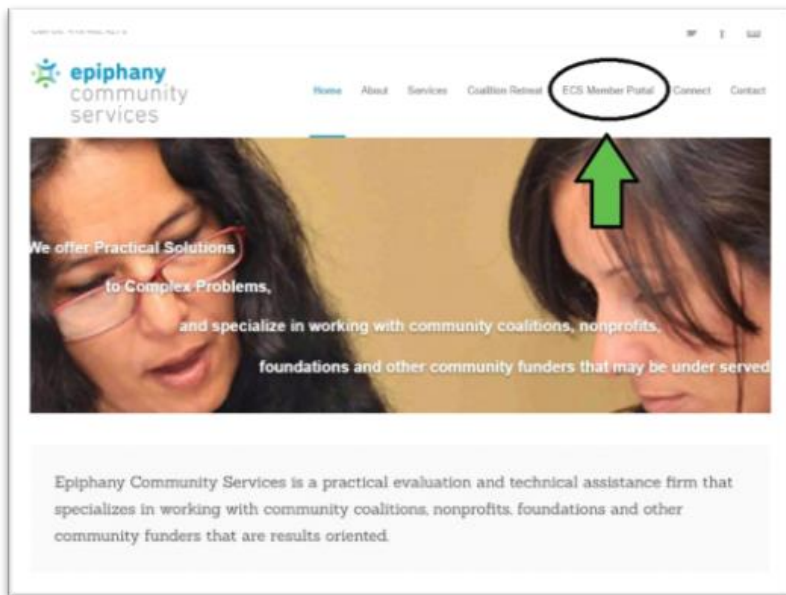 epiphany
community
services
Home About Services Coalition Retreat ECS Member Portal Connect Contact
We offer Practical Solutions
to Complex Problems,
and specialize in working with community coalitions, nonprofits,
foundations and other community funders that may be under served
Epiphany Community Services is a practical evaluation and technical assistance firm that
specializes in working with community coalitions, nonprofits, foundations and other
community funders that are results oriented.